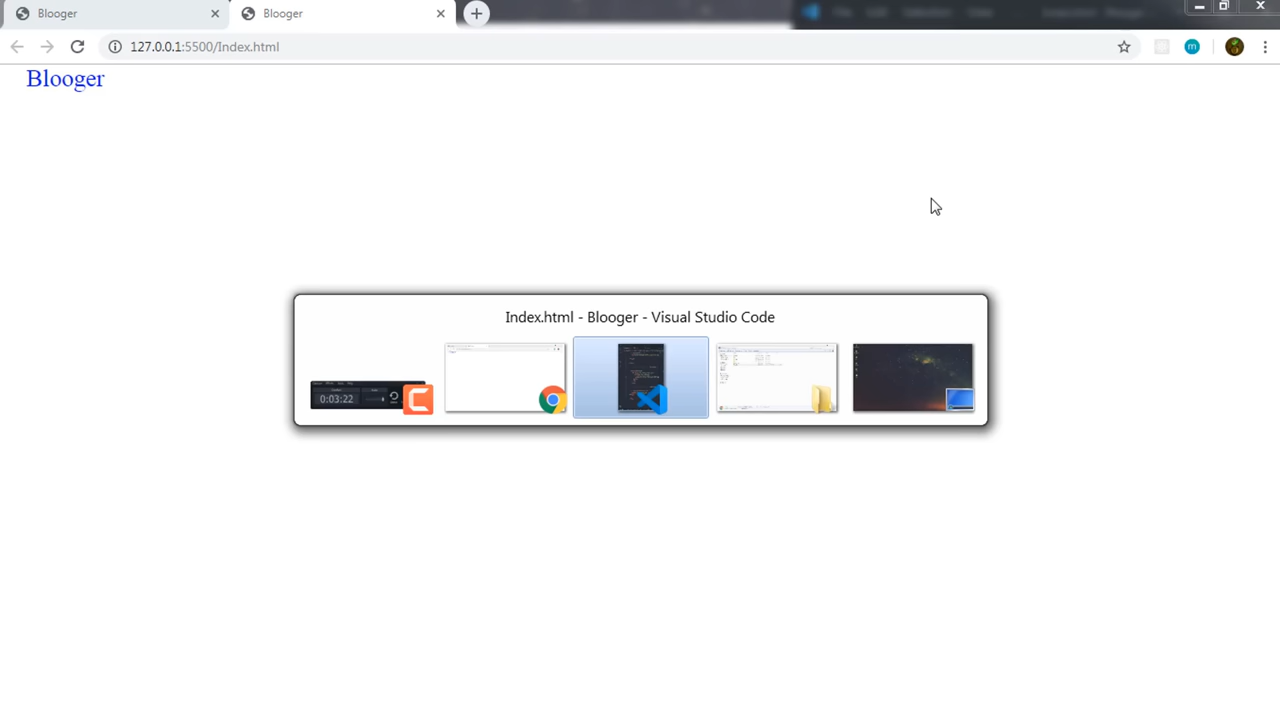 Blooger
Blooger
127.0.0.1:5500/Index.html
m
Blooger
Index.html - Blooger - Visual Studio Code
0:03:22